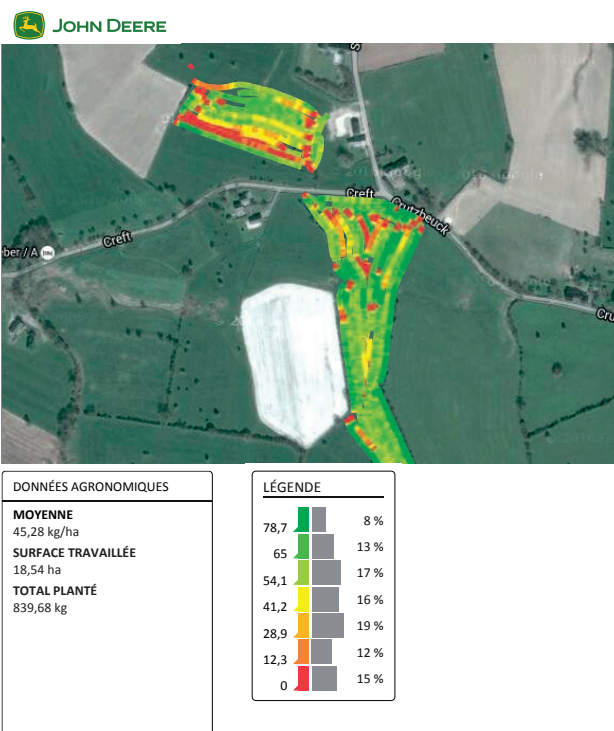 JOHN DEERE
Creft
Crutzbeuck
Creft
ber / A
Cru
DONNÉES AGRONOMIQUES
MOYENNE
45,28 kg/ha
SURFACE TRAVAILLÉE
18,54 ha
TOTAL PLANTÉ
839,68 kg
LÉGENDE
78,7 8 %
65 13 %
54,1 17 %
41,2 16 %
28,9 19 %
12,3 12 %
0 15 %